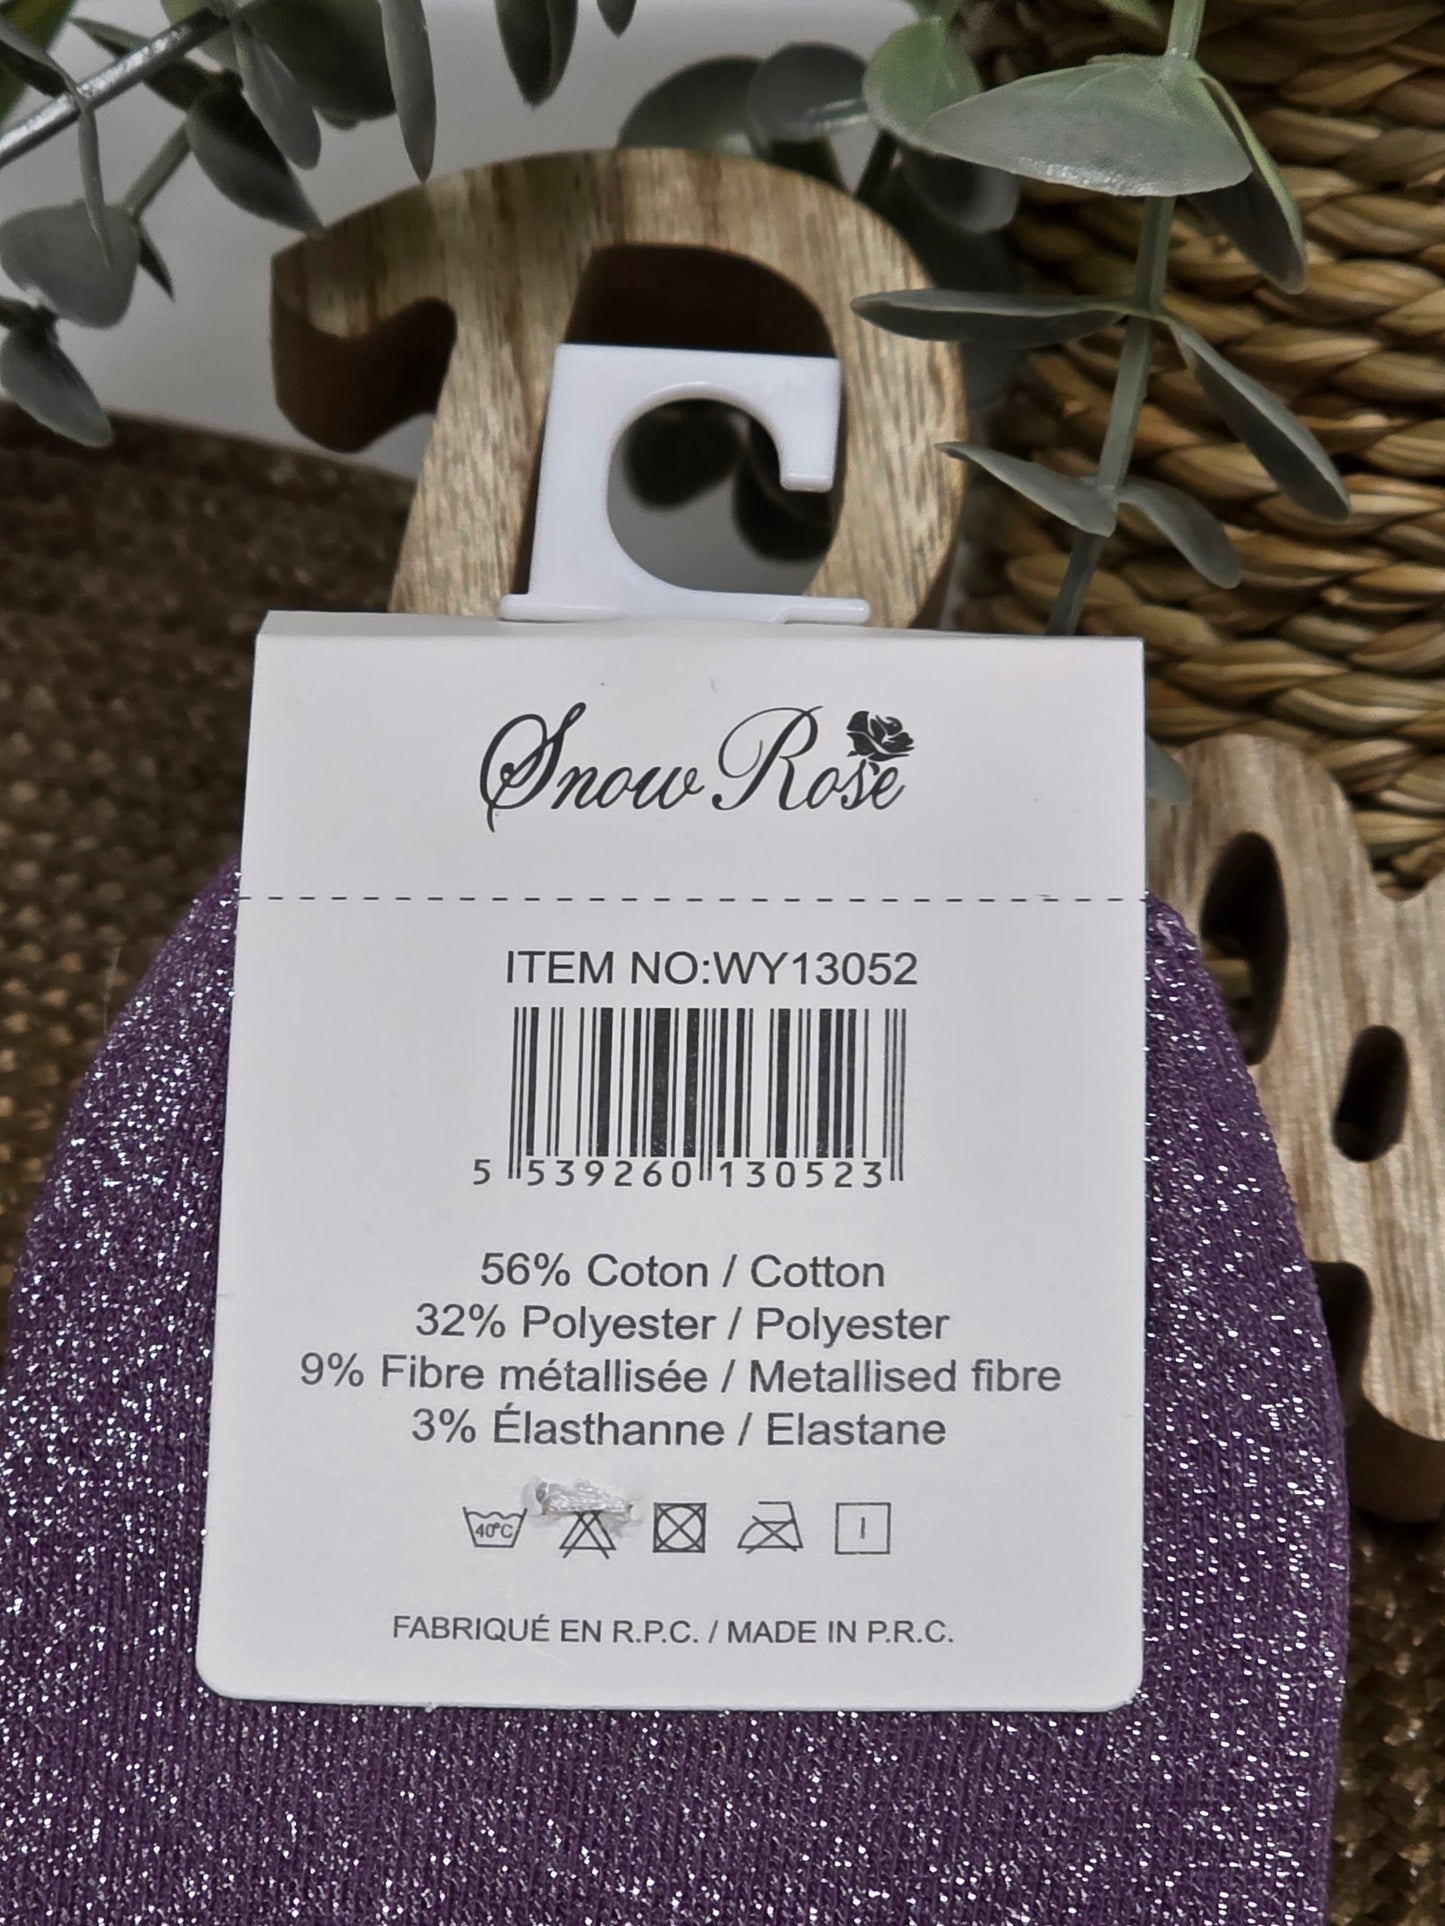 Snow Rose
ITEM NO:WY13052
5 539260 130523
56% Coton / Cotton
32% Polyester / Polyester
9% Fibre métallisée / Metallised fibre
3% Élasthanne / Elastane
40°C
FABRIQUÉ EN R.P.C. / MADE IN P.R.C.